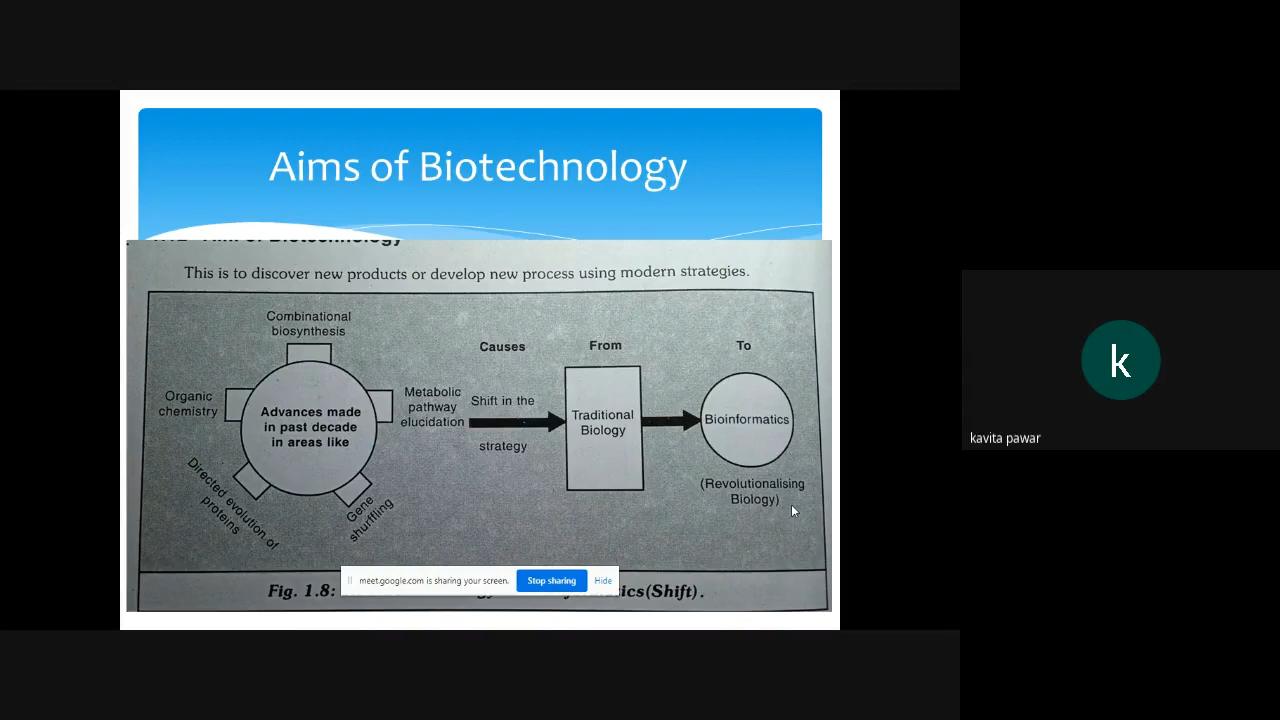 Aims of Biotechnology
Aim of Biotechnology
This is to discover new products or develop new process using modern strategies.
Combinational
biosynthesis
Organic
chemistry
Advances made
in past decade
in areas like
Metabolic
pathway
elucidation
Directed evolution of
proteins
Gene
shurffling
Causes
Shift in the
strategy
From
Traditional
Biology
To
Bioinformatics
(Revolutionalising
Biology)
meet.google.com is sharing your screen.
Stop sharing
Hide
Fig. 1.8:
ics(Shift).
k
kavita pawar